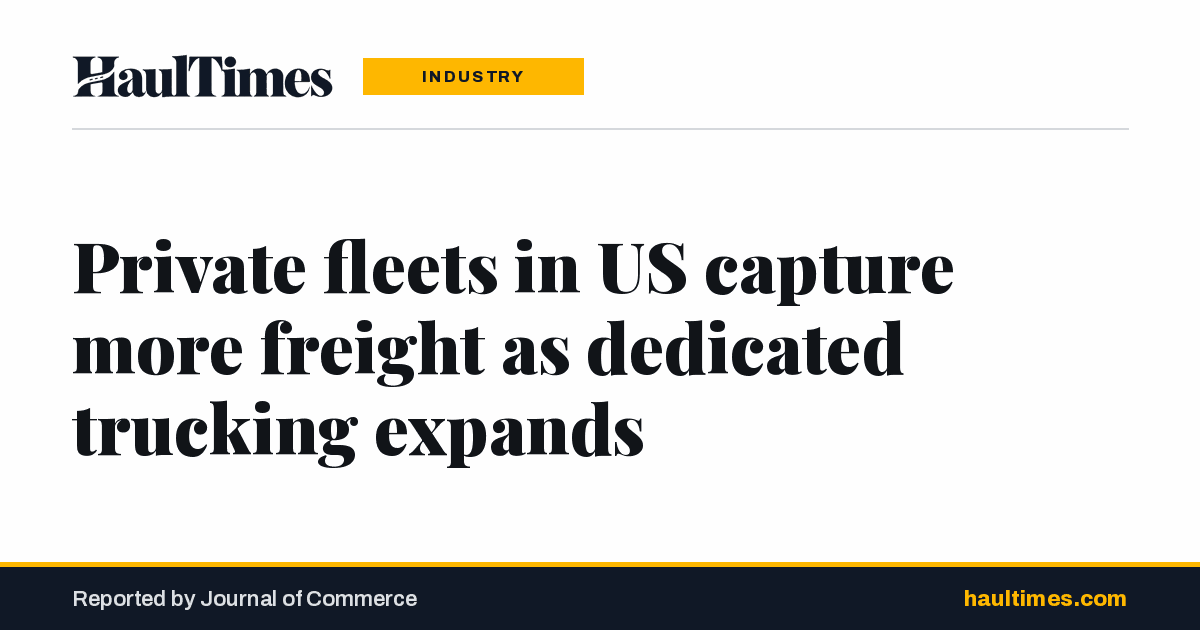 HaulTimes
INDUSTRY
Private fleets in US capture
more freight as dedicated
trucking expands
Reported by Journal of Commerce
haultimes.com